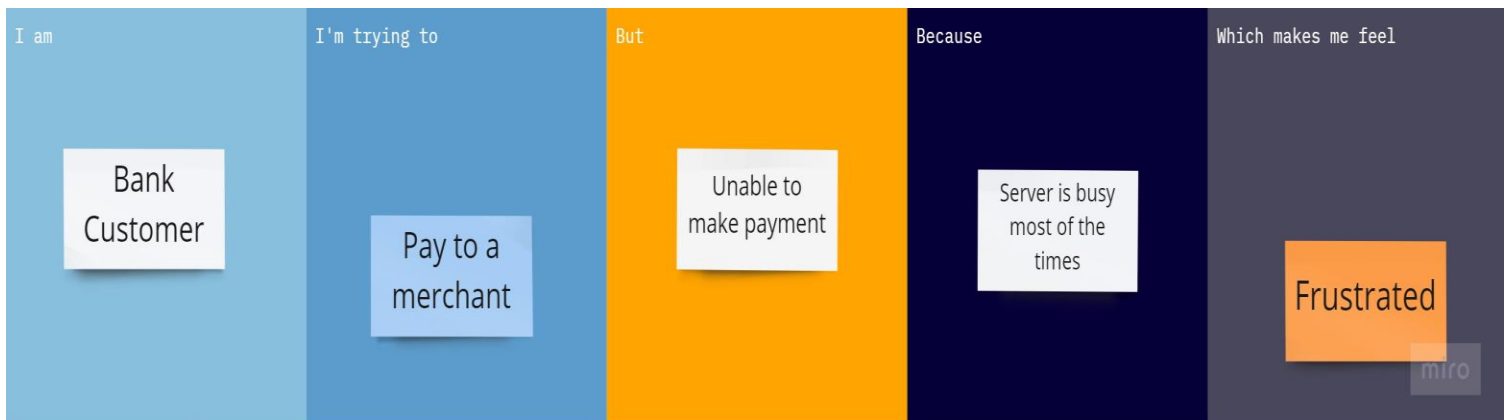 I am
Bank
Customer
I'm trying to
Pay to a
merchant
But
Unable to
make payment
Because
Server is busy
most of the
times
Which makes me feel
Frustrated
miro